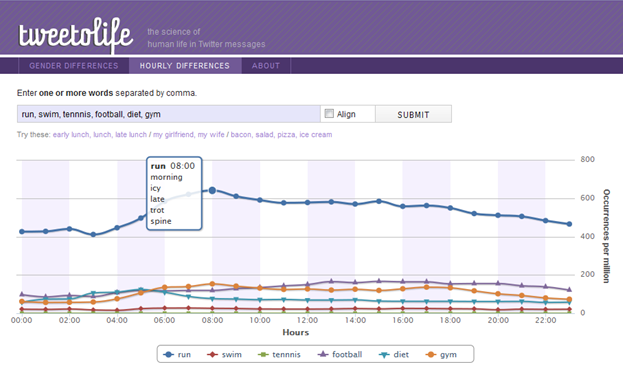 tweetolife
the science of
human life in Twitter messages
GENDER DIFFERENCES HOURLY DIFFERENCES ABOUT
Enter one or more words separated by comma.
run, swim, tennnis, football, diet, gym
Align
SUBMIT
Try these: early lunch, lunch, late lunch / my girlfriend, my wife / bacon, salad, pizza, ice cream
run 08:00
morning
icy
late
trot
spine
800
600
400
200
0
Occurrences per million
00:00 02:00 04:00 06:00 08:00 10:00 12:00 14:00 16:00 18:00 20:00 22:00
Hours
run swim tennnis football diet gym